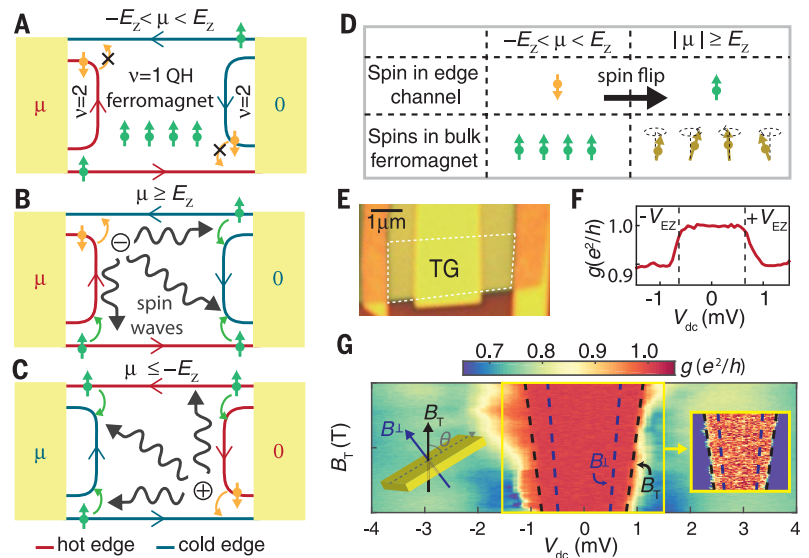 A
−E_Z < μ < E_Z
ν=2
ν=1 QH
ferromagnet
ν=2
μ
0
B
μ ≥ E_Z
μ
0
−
spin
waves
C
μ ≤ −E_Z
μ
0
+
hot edge
cold edge
D
−E_Z < μ < E_Z
|μ| ≥ E_Z
Spin in edge
channel
spin flip
Spins in bulk
ferromagnet
E
1μm
TG
F
−V_EZ
+V_EZ
g(e²/h)
1.0
0.9
−1
0
1
V_dc (mV)
G
0.7
0.8
0.9
1.0
g (e²/h)
B_T (T)
B⊥
B_T
θ
B⊥
B_T
-4
-3
-2
-1
0
1
2
3
4
V_dc (mV)